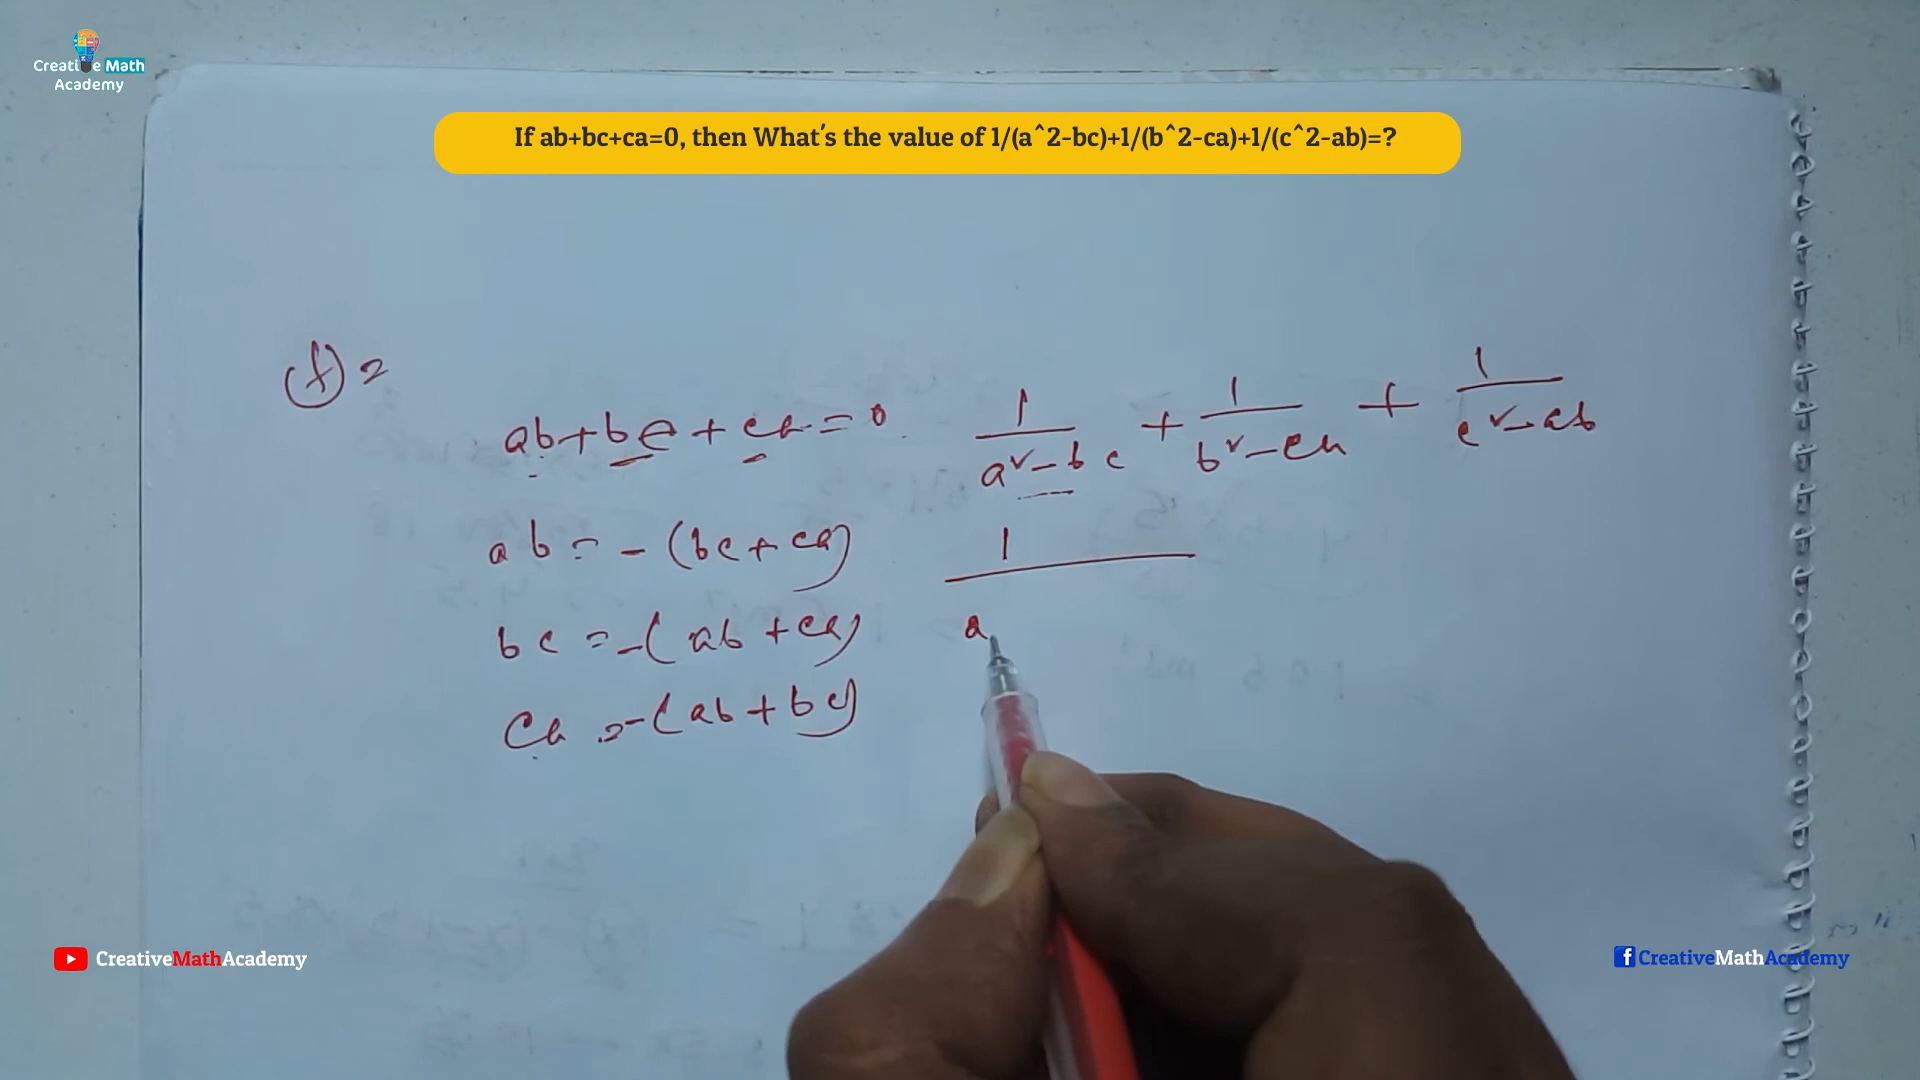 Creative Math
Academy
If ab+bc+ca=0, then What's the value of 1/(a^2-bc)+1/(b^2-ca)+1/(c^2-ab)=?
ab+bc+ca=0 1/(a²-bc) + 1/(b²-ca) + 1/(c²-ab)
ab = -(bc+ca) 1
bc = -(ab+ca) a
ca = -(ab+bc)
CreativeMathAcademy
CreativeMathAcademy